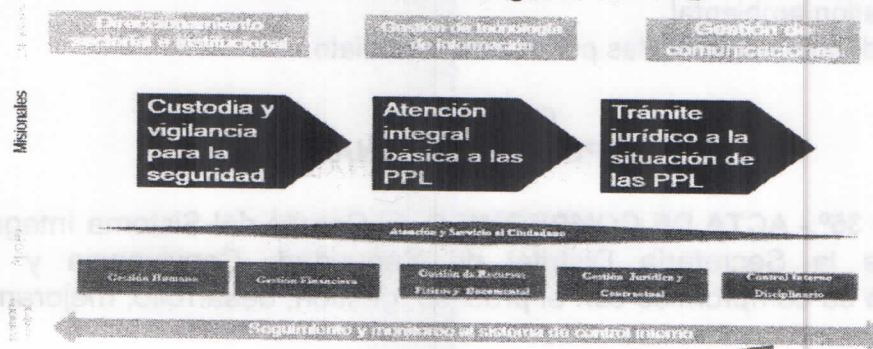 Direccionamiento
sectorial e institucional
Gestión de tecnología
de información
Gestión de
comunicaciones
Misionales
Custodia y
vigilancia
para la
seguridad
Atención
integral
básica a las
PPL
Trámite
jurídico a la
situación de
las PPL
Atención y Servicio al Ciudadano
Gestión Humana
Gestión Financiera
Gestión de Recursos
Físicos y Documental
Gestión Jurídica y
Contractual
Control Interno
Disciplinario
Seguimiento y monitoreo al sistema de control interno